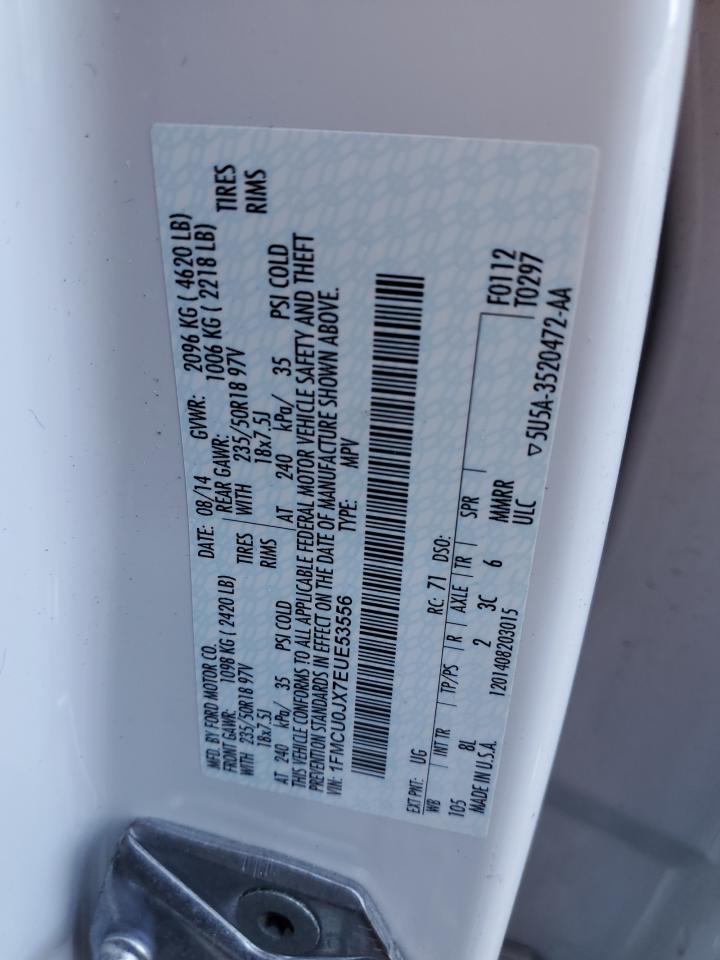 MFD. BY FORD MOTOR CO. DATE: 08/14 GVWR: 2096 KG ( 4620 LB)
FRONT GAWR: 1098 KG ( 2420 LB) REAR GAWR: 1006 KG ( 2218 LB)
WITH 235/50R18 97V TIRES WITH 235/50R18 97V TIRES
18x7.5J RIMS 18x7.5J RIMS
AT 240 kPa/ 35 PSI COLD AT 240 kPa/ 35 PSI COLD
THIS VEHICLE CONFORMS TO ALL APPLICABLE FEDERAL MOTOR VEHICLE SAFETY AND THEFT
PREVENTION STANDARDS IN EFFECT ON THE DATE OF MANUFACTURE SHOWN ABOVE.
VIN: 1FMCU0JX7EUE53556 TYPE: MPV
EXT PNT: UG RC: 71 DSO:
WB INT TR TP/PS R AXLE TR SPR F0112
105 8L 2 3C 6 MMRR T0297
MADE IN U.S.A. 1201408203015 ULC ▽5U5A-3520472-AA